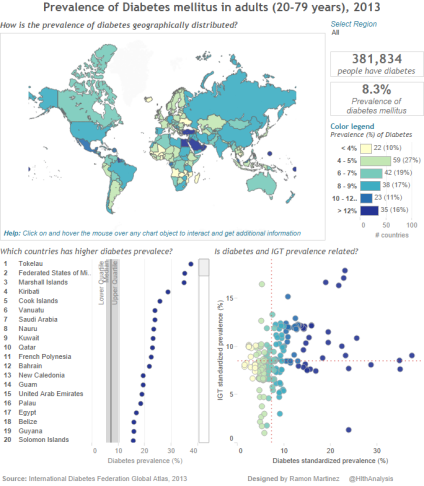 Prevalence of Diabetes mellitus in adults (20-79 years), 2013
How is the prevalence of diabetes geographically distributed?
Select Region
All
381,834
people have diabetes
8.3%
Prevalence of
diabetes mellitus
Color legend
Prevalence (%) of Diabetes
< 4% 22 (10%)
4 - 5% 59 (27%)
6 - 7% 42 (19%)
8 - 9% 38 (17%)
10 - 12.. 23 (11%)
> 12% 35 (16%)
0 50 100
# countries
Help: Click on and hover the mouse over any chart object to interact and get additional information
Which countries has higher diabetes prevalece?
1 Tokelau
2 Federated States of Mi..
3 Marshall Islands
4 Kiribati
5 Cook Islands
6 Vanuatu
7 Saudi Arabia
8 Nauru
9 Kuwait
10 Qatar
11 French Polynesia
12 Bahrain
13 New Caledonia
14 Guam
15 United Arab Emirates
16 Palau
17 Egypt
18 Belize
19 Guyana
20 Solomon Islands
Lower Quartile
Median
Upper Quartile
0 10 20 30 40
Diabetes prevalence (%)
Is diabetes and IGT prevalence related?
IGT standardized prevalence (%)
15
10
5
0
0 10 20 30
Diabetes standardized prevalence (%)
Source: International Diabetes Federation Global Atlas, 2013
Designed by Ramon Martinez @HlthAnalysis